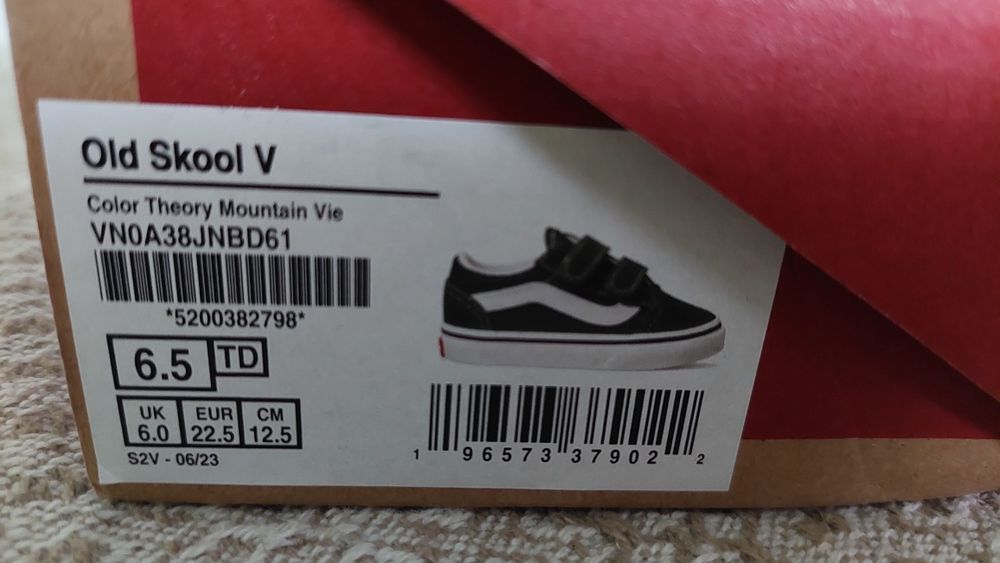 Old Skool V
Color Theory Mountain Vie
VN0A38JNBD61
*5200382798*
6.5 TD
UK EUR CM
6.0 22.5 12.5
S2V - 06/23
1 96573 37902 2